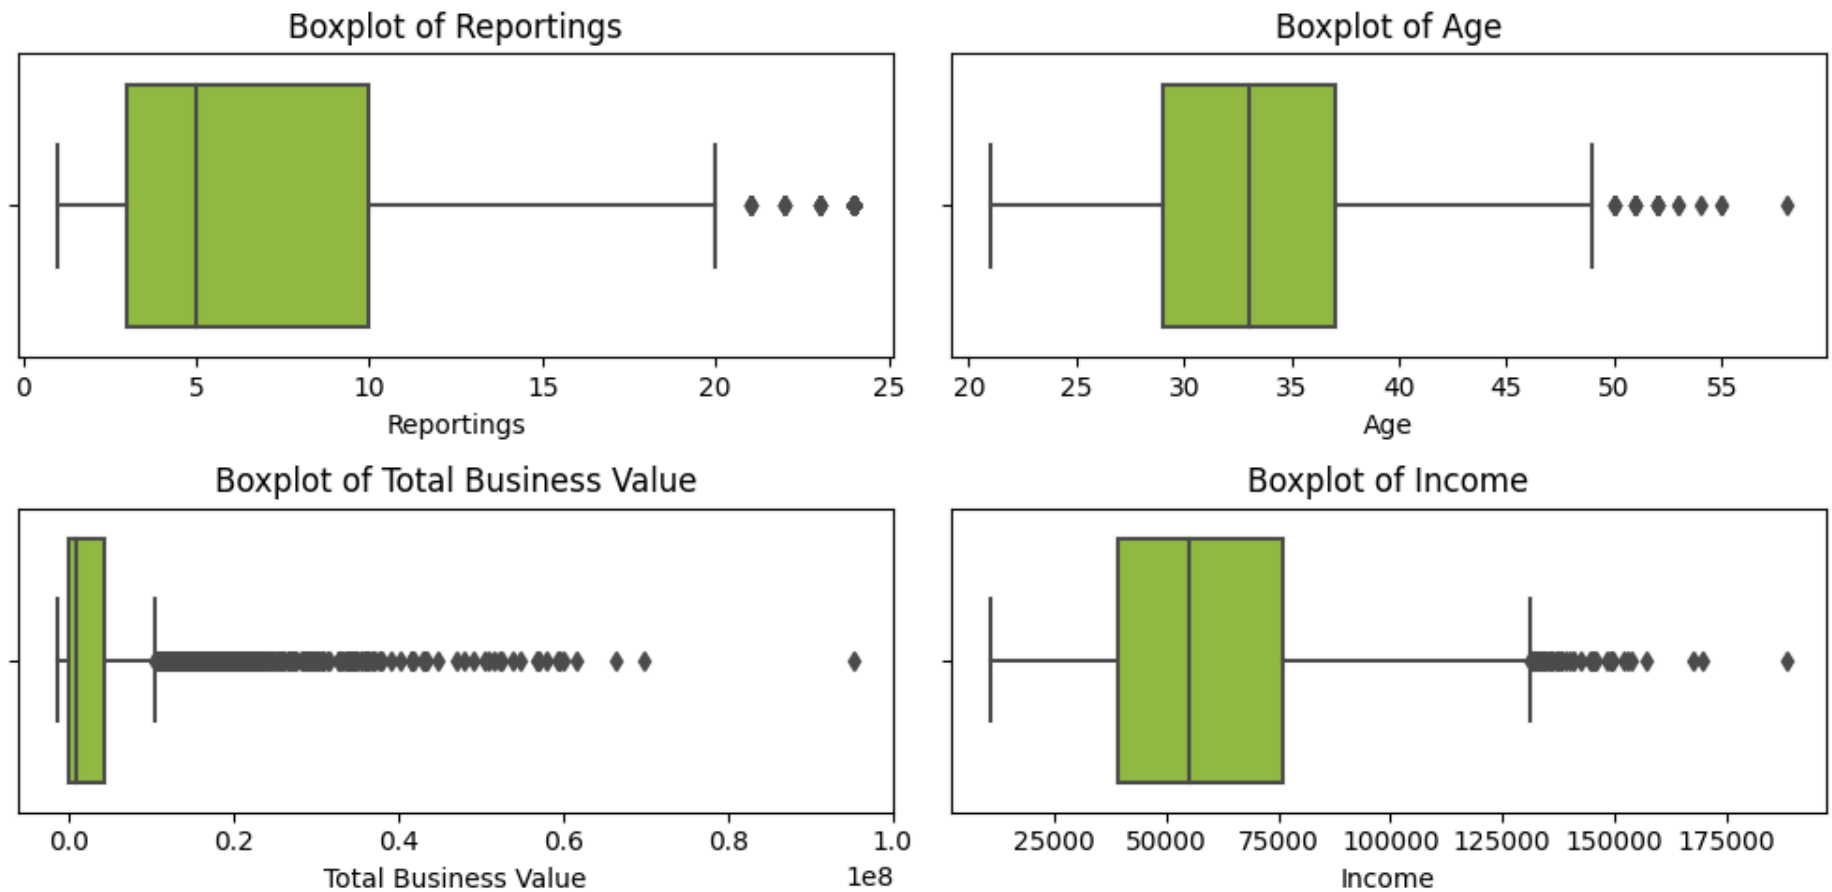 Boxplot of Reportings
0 5 10 15 20 25
Reportings
Boxplot of Age
20 25 30 35 40 45 50 55
Age
Boxplot of Total Business Value
0.0 0.2 0.4 0.6 0.8 1.0
Total Business Value 1e8
Boxplot of Income
25000 50000 75000 100000 125000 150000 175000
Income